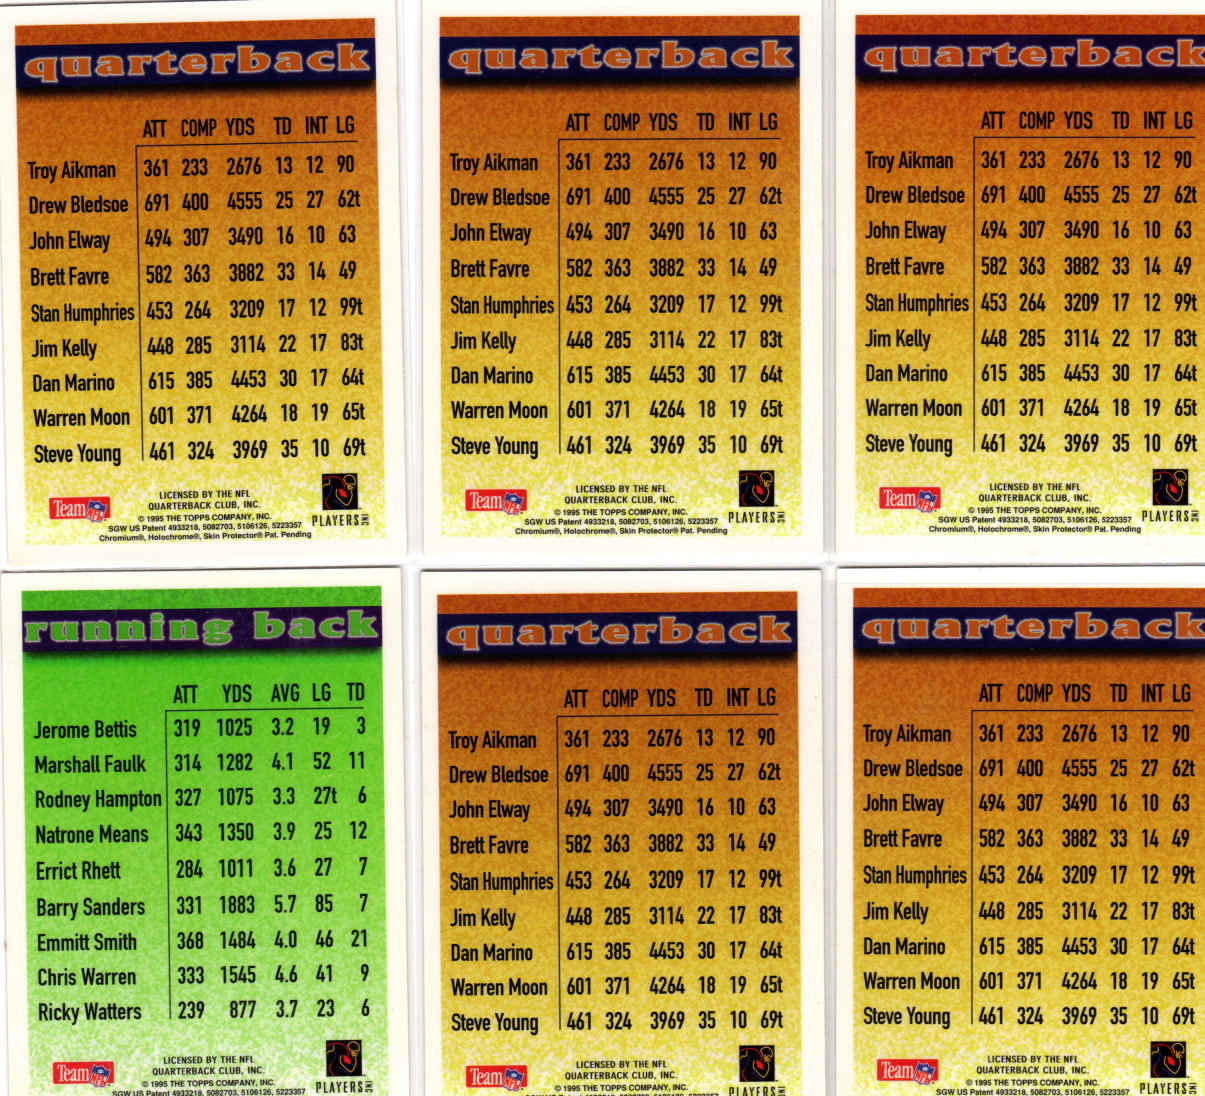 quarterback
ATT COMP YDS TD INT LG
Troy Aikman 361 233 2676 13 12 90
Drew Bledsoe 691 400 4555 25 27 62t
John Elway 494 307 3490 16 10 63
Brett Favre 582 363 3882 33 14 49
Stan Humphries 453 264 3209 17 12 99t
Jim Kelly 448 285 3114 22 17 83t
Dan Marino 615 385 4453 30 17 64t
Warren Moon 601 371 4264 18 19 65t
Steve Young 461 324 3969 35 10 69t
Team NFL
LICENSED BY THE NFL
QUARTERBACK CLUB, INC.
© 1995 THE TOPPS COMPANY, INC.
SGW US Patent 4933218, 5082703, 5106126, 5223357
Chromium®, Holochrome®, Skin Protector® Pat. Pending
PLAYERS INC
quarterback
ATT COMP YDS TD INT LG
Troy Aikman 361 233 2676 13 12 90
Drew Bledsoe 691 400 4555 25 27 62t
John Elway 494 307 3490 16 10 63
Brett Favre 582 363 3882 33 14 49
Stan Humphries 453 264 3209 17 12 99t
Jim Kelly 448 285 3114 22 17 83t
Dan Marino 615 385 4453 30 17 64t
Warren Moon 601 371 4264 18 19 65t
Steve Young 461 324 3969 35 10 69t
Team NFL
LICENSED BY THE NFL
QUARTERBACK CLUB, INC.
© 1995 THE TOPPS COMPANY, INC.
SGW US Patent 4933218, 5082703, 5106126, 5223357
Chromium®, Holochrome®, Skin Protector® Pat. Pending
PLAYERS INC
quarterback
ATT COMP YDS TD INT LG
Troy Aikman 361 233 2676 13 12 90
Drew Bledsoe 691 400 4555 25 27 62t
John Elway 494 307 3490 16 10 63
Brett Favre 582 363 3882 33 14 49
Stan Humphries 453 264 3209 17 12 99t
Jim Kelly 448 285 3114 22 17 83t
Dan Marino 615 385 4453 30 17 64t
Warren Moon 601 371 4264 18 19 65t
Steve Young 461 324 3969 35 10 69t
Team NFL
LICENSED BY THE NFL
QUARTERBACK CLUB, INC.
© 1995 THE TOPPS COMPANY, INC.
SGW US Patent 4933218, 5082703, 5106126, 5223357
Chromium®, Holochrome®, Skin Protector® Pat. Pending
PLAYERS INC
running back
ATT YDS AVG LG TD
Jerome Bettis 319 1025 3.2 19 3
Marshall Faulk 314 1282 4.1 52 11
Rodney Hampton 327 1075 3.3 27t 6
Natrone Means 343 1350 3.9 25 12
Errict Rhett 284 1011 3.6 27 7
Barry Sanders 331 1883 5.7 85 7
Emmitt Smith 368 1484 4.0 46 21
Chris Warren 333 1545 4.6 41 9
Ricky Watters 239 877 3.7 23 6
Team NFL
LICENSED BY THE NFL
QUARTERBACK CLUB, INC.
© 1995 THE TOPPS COMPANY, INC.
SGW US Patent 4933218, 5082703, 5106126, 5223357
PLAYERS INC
quarterback
ATT COMP YDS TD INT LG
Troy Aikman 361 233 2676 13 12 90
Drew Bledsoe 691 400 4555 25 27 62t
John Elway 494 307 3490 16 10 63
Brett Favre 582 363 3882 33 14 49
Stan Humphries 453 264 3209 17 12 99t
Jim Kelly 448 285 3114 22 17 83t
Dan Marino 615 385 4453 30 17 64t
Warren Moon 601 371 4264 18 19 65t
Steve Young 461 324 3969 35 10 69t
Team NFL
LICENSED BY THE NFL
QUARTERBACK CLUB, INC.
© 1995 THE TOPPS COMPANY, INC.
PLAYERS INC
quarterback
ATT COMP YDS TD INT LG
Troy Aikman 361 233 2676 13 12 90
Drew Bledsoe 691 400 4555 25 27 62t
John Elway 494 307 3490 16 10 63
Brett Favre 582 363 3882 33 14 49
Stan Humphries 453 264 3209 17 12 99t
Jim Kelly 448 285 3114 22 17 83t
Dan Marino 615 385 4453 30 17 64t
Warren Moon 601 371 4264 18 19 65t
Steve Young 461 324 3969 35 10 69t
Team NFL
LICENSED BY THE NFL
QUARTERBACK CLUB, INC.
© 1995 THE TOPPS COMPANY, INC.
SGW US Patent 4933218, 5082703, 5106126, 5223357
PLAYERS INC